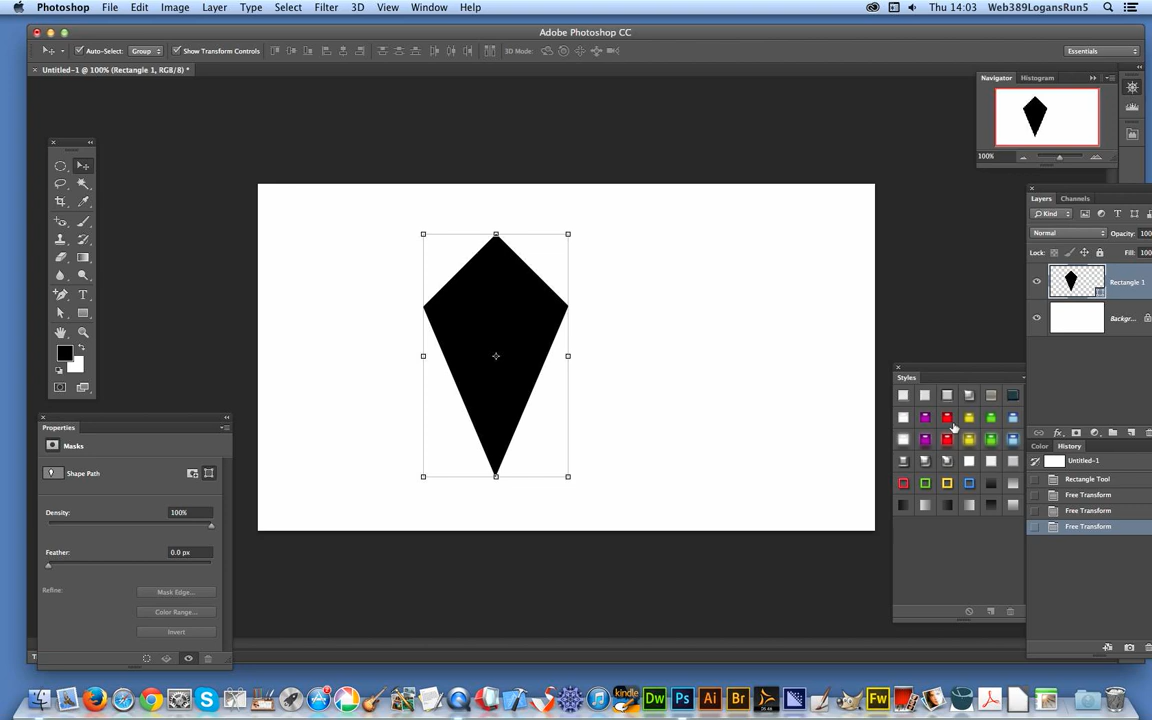 Photoshop File Edit Image Layer Type Select Filter 3D View Window Help Thu 14:03 Web389LogansRun5
Adobe Photoshop CC
Auto-Select: Group Show Transform Controls 3D Mode: Essentials
Untitled-1 @ 100% (Rectangle 1, RGB/8) *
Navigator Histogram
100%
Layers Channels
Kind
Normal Opacity: 100
Lock: Fill: 100
Rectangle 1
Backgr...
Styles
Properties
Masks
Shape Path
Density: 100%
Feather: 0.0 px
Refine: Mask Edge...
Color Range...
Invert
Color History
Untitled-1
Rectangle Tool
Free Transform
Free Transform
Free Transform
kindle Dw Ps Ai Br Fw